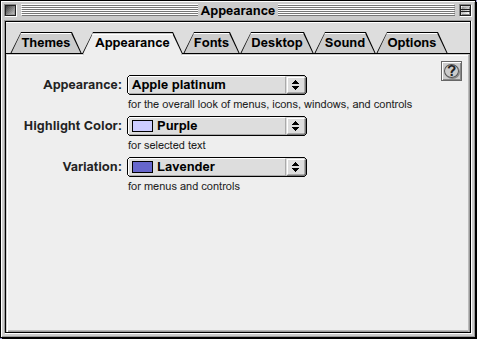 Appearance
Themes Appearance Fonts Desktop Sound Options
?
Appearance: Apple platinum
for the overall look of menus, icons, windows, and controls
Highlight Color: Purple
for selected text
Variation: Lavender
for menus and controls